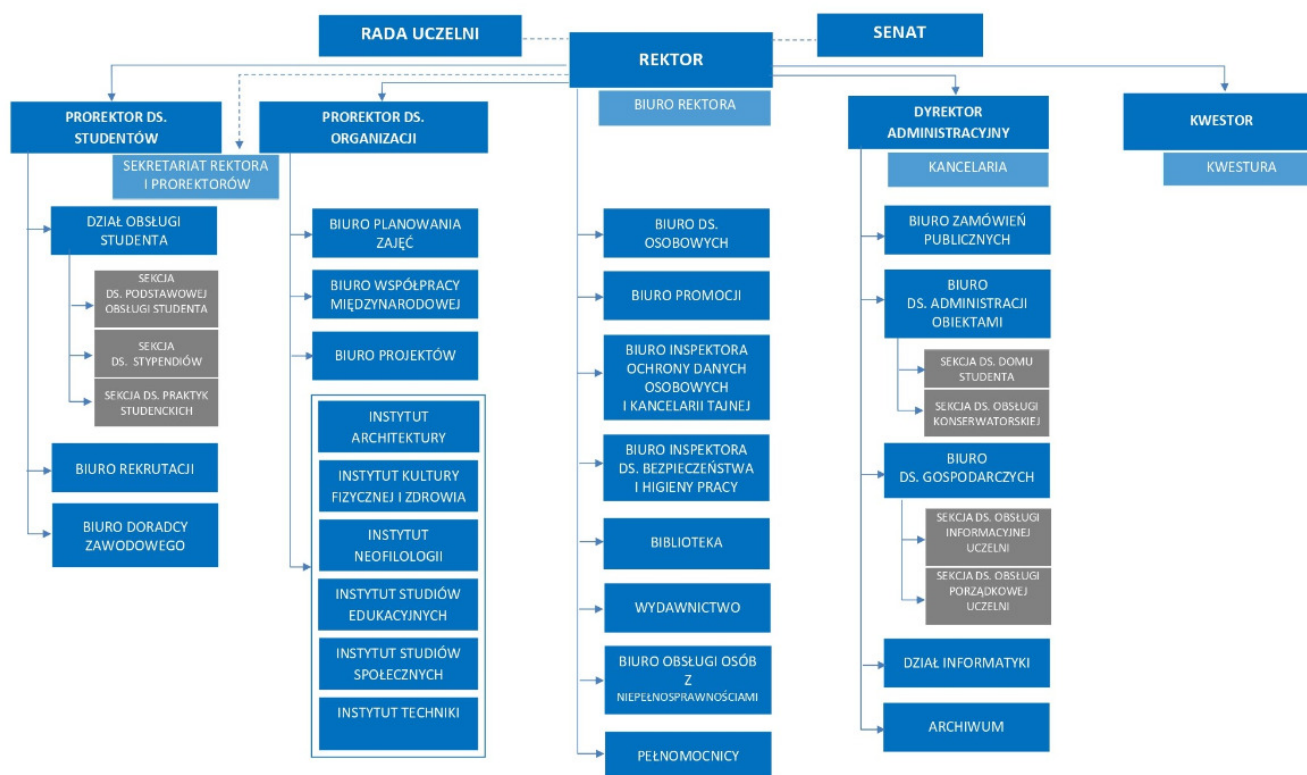 RADA UCZELNI
SENAT
REKTOR
BIURO REKTORA
PROREKTOR DS.
STUDENTÓW
PROREKTOR DS.
ORGANIZACJI
DYREKTOR
ADMINISTRACYJNY
KWESTOR
SEKRETARIAT REKTORA
I PROREKTORÓW
KANCELARIA
KWESTURA
DZIAŁ OBSŁUGI
STUDENTA
SEKCJA
DS. PODSTAWOWEJ
OBSŁUGI STUDENTA
SEKCJA
DS. STYPENDIÓW
SEKCJA DS. PRAKTYK
STUDENCKICH
BIURO REKRUTACJI
BIURO DORADCY
ZAWODOWEGO
BIURO PLANOWANIA
ZAJĘĆ
BIURO WSPÓŁPRACY
MIĘDZYNARODOWEJ
BIURO PROJEKTÓW
INSTYTUT
ARCHITEKTURY
INSTYTUT KULTURY
FIZYCZNEJ I ZDROWIA
INSTYTUT
NEOFILOLOGII
INSTYTUT STUDIÓW
EDUKACYJNYCH
INSTYTUT STUDIÓW
SPOŁECZNYCH
INSTYTUT TECHNIKI
BIURO DS.
OSOBOWYCH
BIURO PROMOCJI
BIURO INSPEKTORA
OCHRONY DANYCH
OSOBOWYCH
I KANCELARII TAJNEJ
BIURO INSPEKTORA
DS. BEZPIECZEŃSTWA
I HIGIENY PRACY
BIBLIOTEKA
WYDAWNICTWO
BIURO OBSŁUGI OSÓB
Z
NIEPEŁNOSPRAWNOŚCIAMI
PEŁNOMOCNICY
BIURO ZAMÓWIEŃ
PUBLICZNYCH
BIURO
DS. ADMINISTRACJI
OBIEKTAMI
SEKCJA DS. DOMU
STUDENTA
SEKCJA DS. OBSŁUGI
KONSERWATORSKIEJ
BIURO
DS. GOSPODARCZYCH
SEKCJA DS. OBSŁUGI
INFORMACYJNEJ
UCZELNI
SEKCJA DS. OBSŁUGI
PORZĄDKOWEJ
UCZELNI
DZIAŁ INFORMATYKI
ARCHIWUM